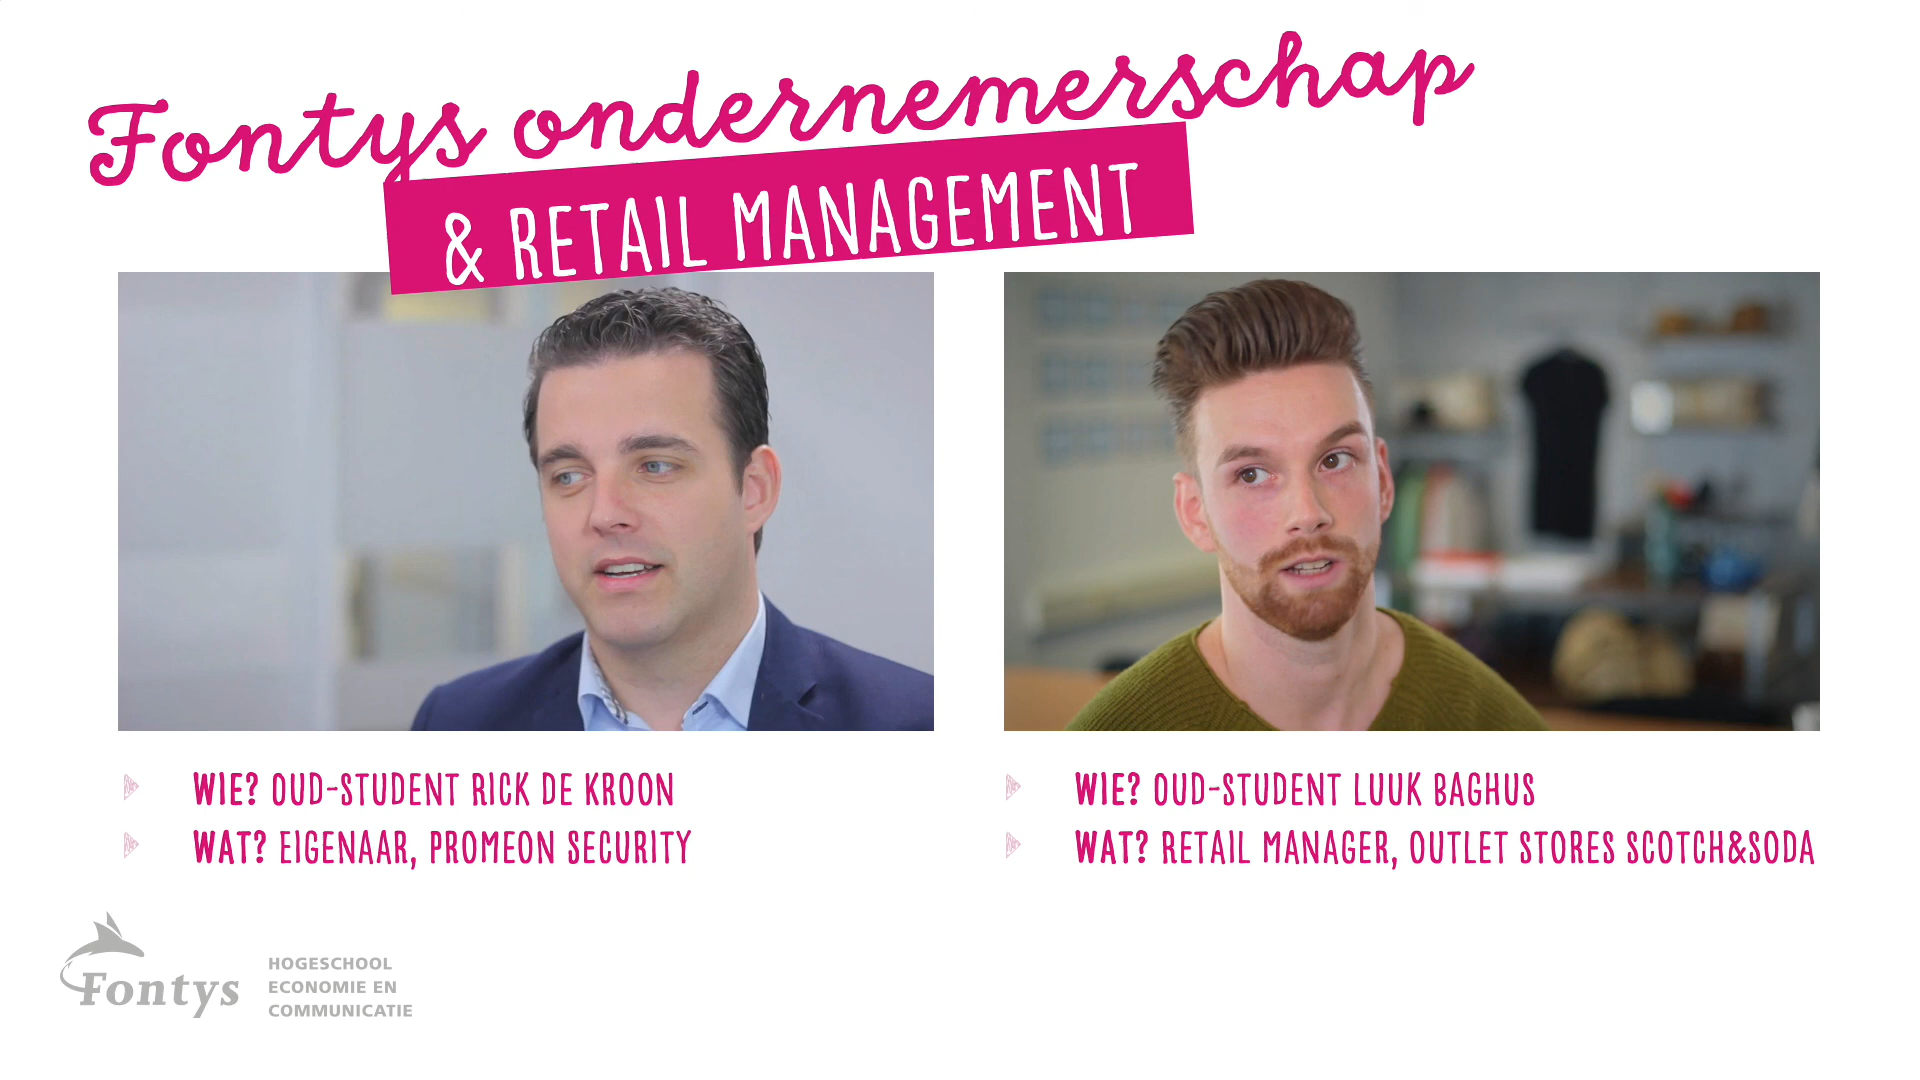 Fontys ondernemerschap
& RETAIL MANAGEMENT
WIE? OUD-STUDENT RICK DE KROON
WAT? EIGENAAR, PROMEON SECURITY
WIE? OUD-STUDENT LUUK BAGHUS
WAT? RETAIL MANAGER, OUTLET STORES SCOTCH&SODA
Fontys
HOGESCHOOL
ECONOMIE EN
COMMUNICATIE